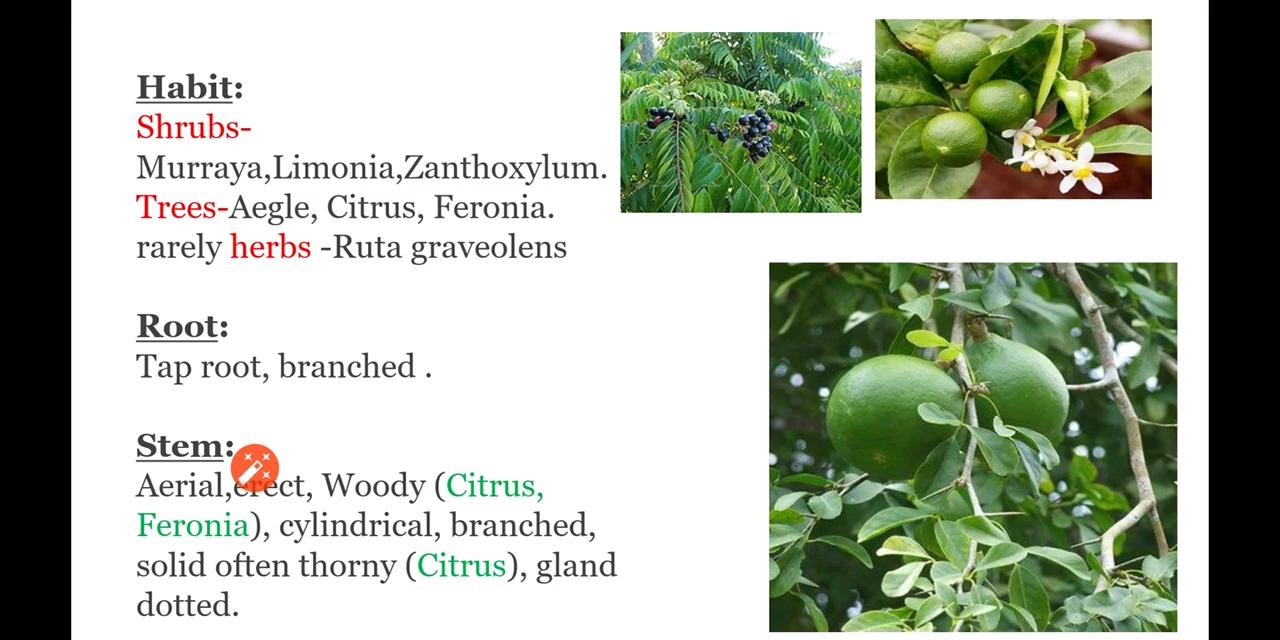 Habit:
Shrubs-
Murraya,Limonia,Zanthoxylum.
Trees-Aegle, Citrus, Feronia.
rarely herbs -Ruta graveolens
Root:
Tap root, branched .
Stem:
Aerial,erect, Woody (Citrus,
Feronia), cylindrical, branched,
solid often thorny (Citrus), gland
dotted.